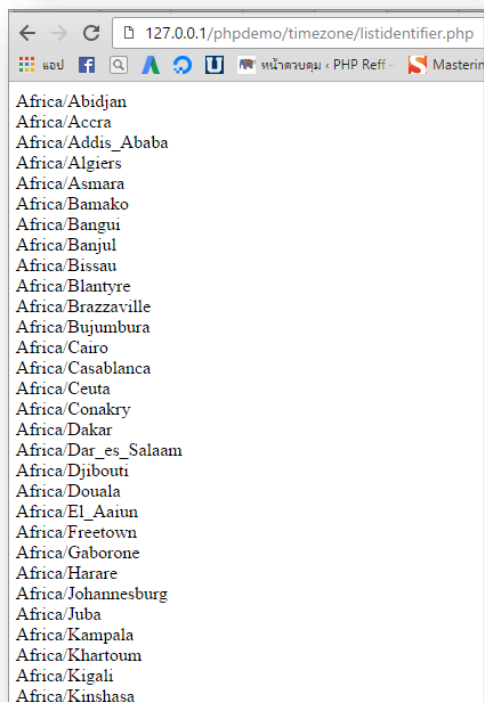 127.0.0.1/phpdemo/timezone/listidentifier.php
แอป หน้าควบคุม ‹ PHP Reff – Masterin
Africa/Abidjan
Africa/Accra
Africa/Addis_Ababa
Africa/Algiers
Africa/Asmara
Africa/Bamako
Africa/Bangui
Africa/Banjul
Africa/Bissau
Africa/Blantyre
Africa/Brazzaville
Africa/Bujumbura
Africa/Cairo
Africa/Casablanca
Africa/Ceuta
Africa/Conakry
Africa/Dakar
Africa/Dar_es_Salaam
Africa/Djibouti
Africa/Douala
Africa/El_Aaiun
Africa/Freetown
Africa/Gaborone
Africa/Harare
Africa/Johannesburg
Africa/Juba
Africa/Kampala
Africa/Khartoum
Africa/Kigali
Africa/Kinshasa